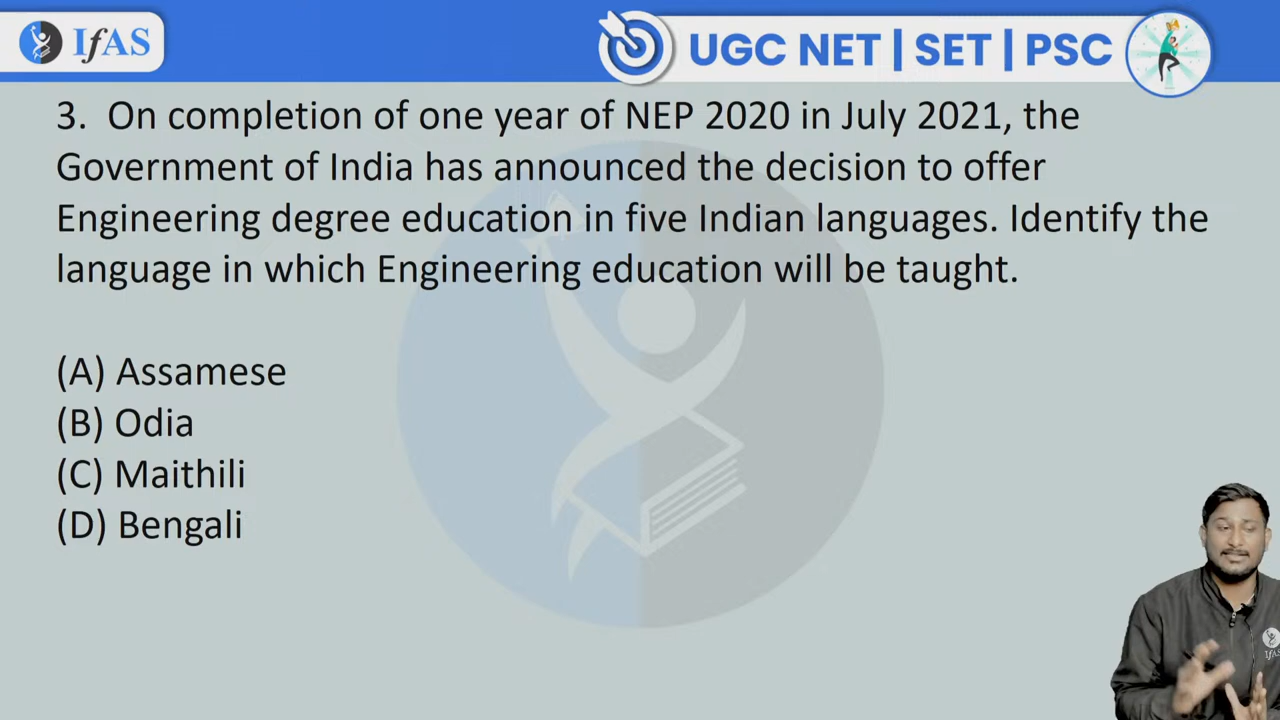 IfAS
UGC NET | SET | PSC
3. On completion of one year of NEP 2020 in July 2021, the
Government of India has announced the decision to offer
Engineering degree education in five Indian languages. Identify the
language in which Engineering education will be taught.
(A) Assamese
(B) Odia
(C) Maithili
(D) Bengali